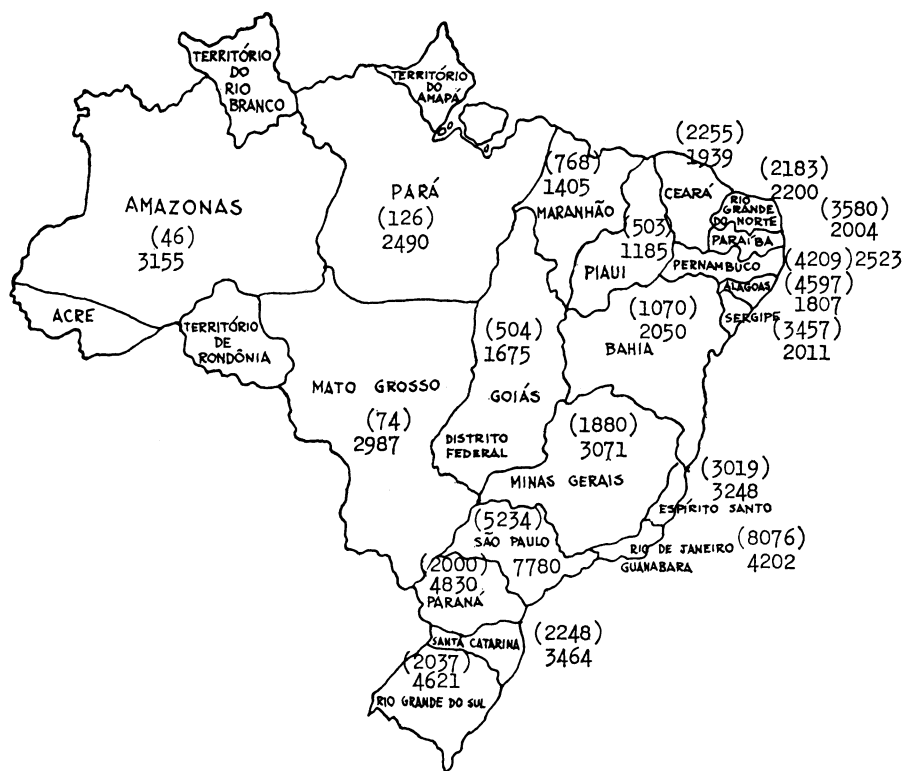 TERRITÓRIO
DO
RIO
BRANCO
TERRITÓRIO
DO
AMAPÁ
AMAZONAS
(46)
3155
PARÁ
(126)
2490
(768)
1405
MARANHÃO
(2255)
1939
CEARÁ
(2183)
2200
RIO
GRANDE
DO NORTE
(3580)
2004
PARAÍBA
(503)
1185
PIAUI
PERNAMBUCO
(4209) 2523
ALAGOAS
(4597)
1807
SERGIPE
(3457)
2011
ACRE
TERRITÓRIO
DE
RONDÔNIA
(1070)
2050
BAHIA
(504)
1675
GOIÁS
MATO GROSSO
(74)
2987
DISTRITO
FEDERAL
(1880)
3071
MINAS GERAIS
(3019)
3248
ESPÍRITO SANTO
(5234)
SÃO PAULO
7780
RIO DE JANEIRO
GUANABARA
(8076)
4202
(2000)
4830
PARANÁ
SANTA CATARINA
(2248)
3464
(2037)
4621
RIO GRANDE DO SUL